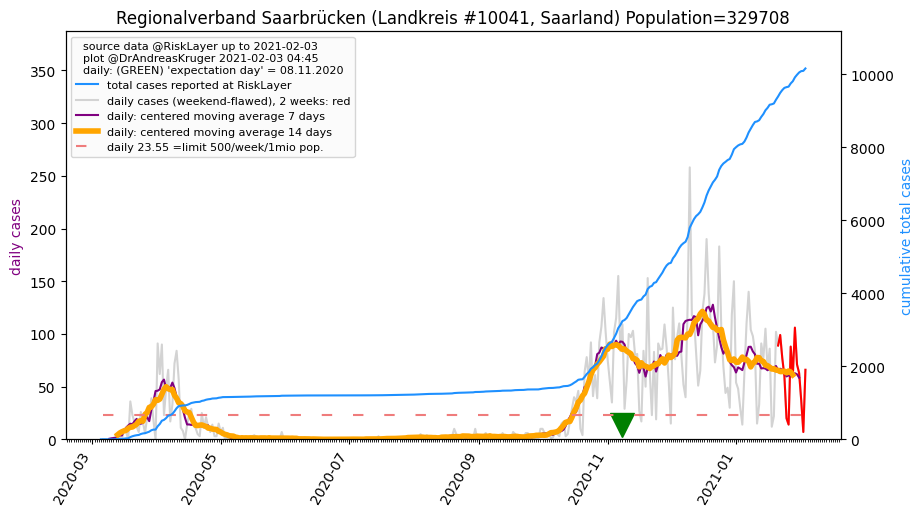 Regionalverband Saarbrücken (Landkreis #10041, Saarland) Population=329708
source data @RiskLayer up to 2021-02-03
plot @DrAndreasKruger 2021-02-03 04:45
daily: (GREEN) 'expectation day' = 08.11.2020
total cases reported at RiskLayer
daily cases (weekend-flawed), 2 weeks: red
daily: centered moving average 7 days
daily: centered moving average 14 days
daily 23.55 =limit 500/week/1mio pop.
daily cases
350
300
250
200
150
100
50
0
cumulative total cases
10000
8000
6000
4000
2000
0
2020-03
2020-05
2020-07
2020-09
2020-11
2021-01